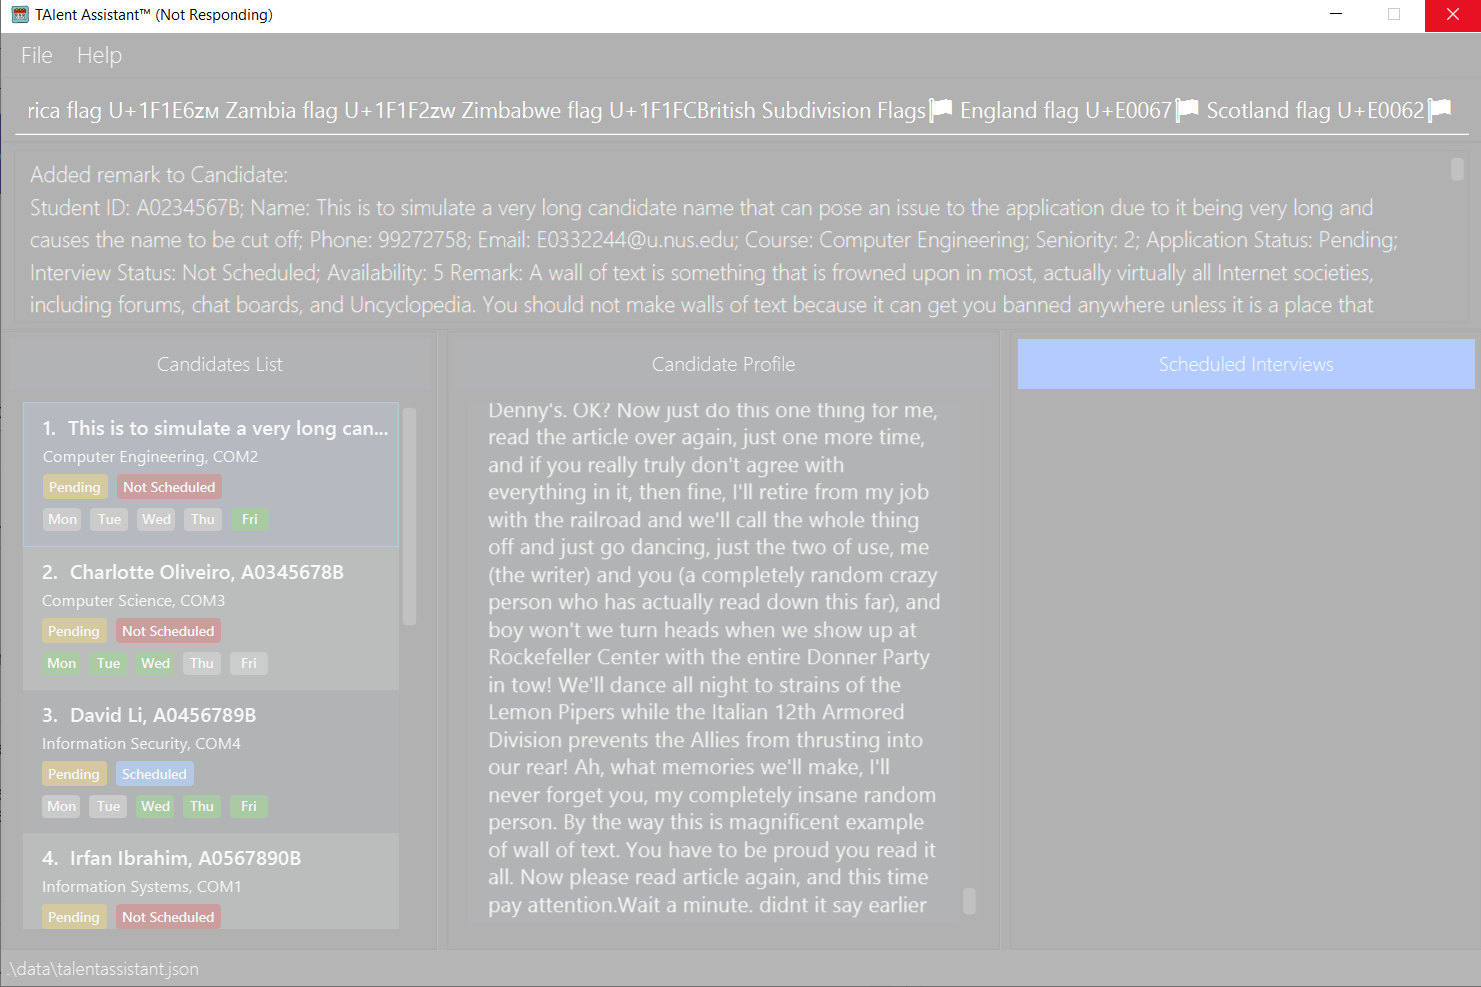 TAlent Assistant™ (Not Responding)
File Help
rica flag U+1F1E6🇿🇲 Zambia flag U+1F1F2🇿🇼 Zimbabwe flag U+1F1FCBritish Subdivision Flags🏴 England flag U+E0067🏴 Scotland flag U+E0062🏴
Added remark to Candidate:
Student ID: A0234567B; Name: This is to simulate a very long candidate name that can pose an issue to the application due to it being very long and
causes the name to be cut off; Phone: 99272758; Email: E0332244@u.nus.edu; Course: Computer Engineering; Seniority: 2; Application Status: Pending;
Interview Status: Not Scheduled; Availability: 5 Remark: A wall of text is something that is frowned upon in most, actually virtually all Internet societies,
including forums, chat boards, and Uncyclopedia. You should not make walls of text because it can get you banned anywhere unless it is a place that
Candidates List
1. This is to simulate a very long can...
Computer Engineering, COM2
Pending Not Scheduled
Mon Tue Wed Thu Fri
2. Charlotte Oliveiro, A0345678B
Computer Science, COM3
Pending Not Scheduled
Mon Tue Wed Thu Fri
3. David Li, A0456789B
Information Security, COM4
Pending Scheduled
Mon Tue Wed Thu Fri
4. Irfan Ibrahim, A0567890B
Information Systems, COM1
Pending Not Scheduled
Candidate Profile
Denny's. OK? Now just do this one thing for me,
read the article over again, just one more time,
and if you really truly don't agree with
everything in it, then fine, I'll retire from my job
with the railroad and we'll call the whole thing
off and just go dancing, just the two of use, me
(the writer) and you (a completely random crazy
person who has actually read down this far), and
boy won't we turn heads when we show up at
Rockefeller Center with the entire Donner Party
in tow! We'll dance all night to strains of the
Lemon Pipers while the Italian 12th Armored
Division prevents the Allies from thrusting into
our rear! Ah, what memories we'll make, I'll
never forget you, my completely insane random
person. By the way this is magnificent example
of wall of text. You have to be proud you read it
all. Now please read article again, and this time
pay attention.Wait a minute. didnt it say earlier
Scheduled Interviews
.\data\talentassistant.json